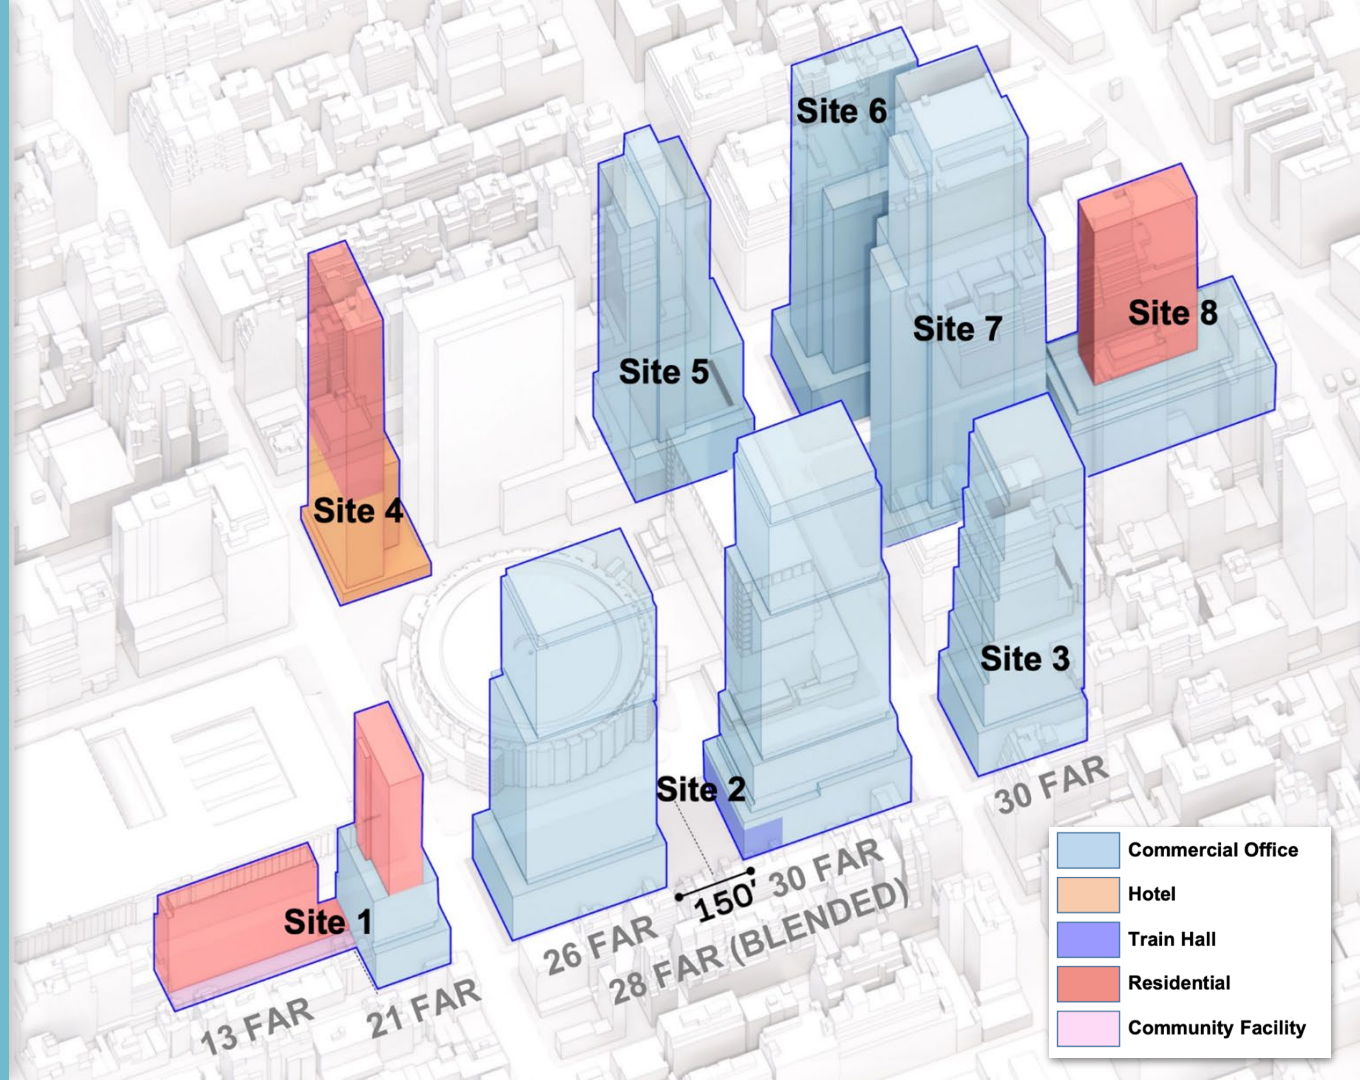 Site 6
Site 8
Site 7
Site 5
Site 4
Site 3
Site 2
30 FAR
150'
30 FAR
26 FAR
28 FAR (BLENDED)
Site 1
13 FAR
21 FAR
Commercial Office
Hotel
Train Hall
Residential
Community Facility